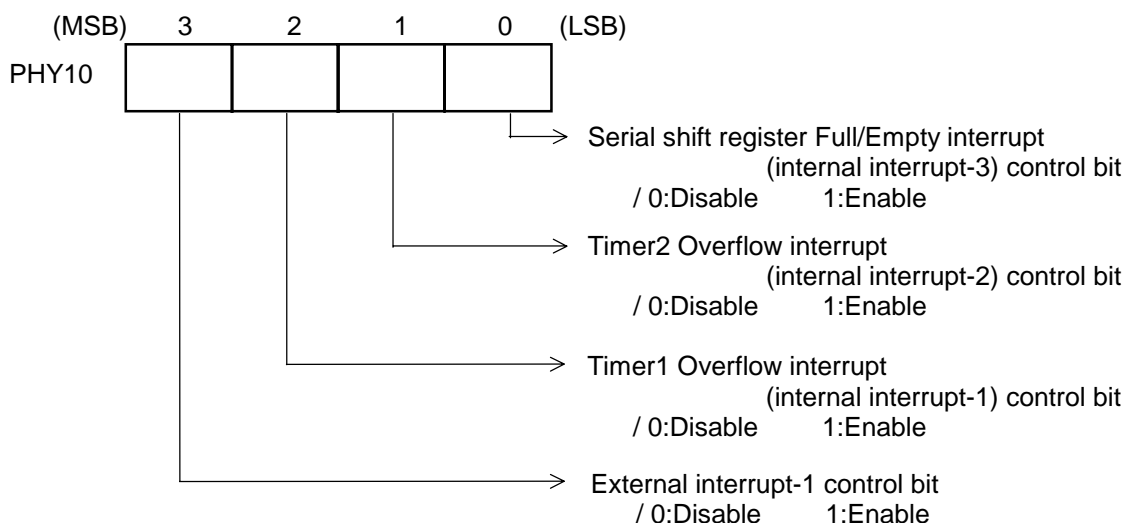 (MSB) 3 2 1 0 (LSB)
PHY10
Serial shift register Full/Empty interrupt
(internal interrupt-3) control bit
/ 0:Disable 1:Enable
Timer2 Overflow interrupt
(internal interrupt-2) control bit
/ 0:Disable 1:Enable
Timer1 Overflow interrupt
(internal interrupt-1) control bit
/ 0:Disable 1:Enable
External interrupt-1 control bit
/ 0:Disable 1:Enable